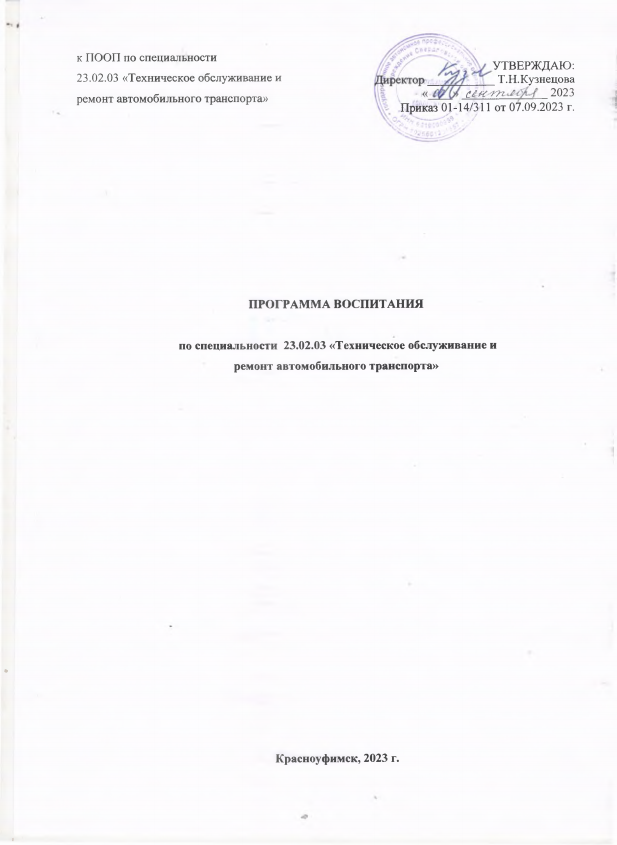 к ПООП по специальности
23.02.03 «Техническое обслуживание и
ремонт автомобильного транспорта»
УТВЕРЖДАЮ:
Директор Т.Н.Кузнецова
« » сентября 2023
Приказ 01-14/311 от 07.09.2023 г.
ПРОГРАММА ВОСПИТАНИЯ
по специальности 23.02.03 «Техническое обслуживание и
ремонт автомобильного транспорта»
Красноуфимск, 2023 г.